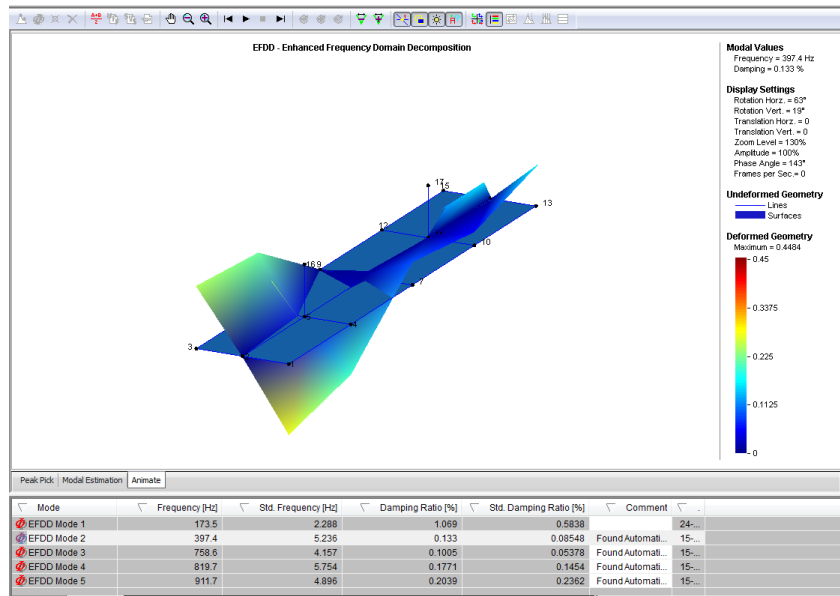 EFDD - Enhanced Frequency Domain Decomposition
Modal Values
Frequency = 397.4 Hz
Damping = 0.133 %
Display Settings
Rotation Horz. = 63°
Rotation Vert. = 19°
Translation Horz. = 0
Translation Vert. = 0
Zoom Level = 130%
Amplitude = 100%
Phase Angle = 143°
Frames per Sec.= 0
Undeformed Geometry
Lines
Surfaces
Deformed Geometry
Maximum = 0.4484
0.45
0.3375
0.225
0.1125
0
17
15
13
12
10
16
9
7
4
3
1
Peak Pick Modal Estimation Animate
Mode Frequency [Hz] Std. Frequency [Hz] Damping Ratio [%] Std. Damping Ratio [%] Comment .
EFDD Mode 1 173.5 2.288 1.069 0.5838 24-...
EFDD Mode 2 397.4 5.236 0.133 0.08548 Found Automati... 15-...
EFDD Mode 3 758.6 4.157 0.1005 0.05378 Found Automati... 15-...
EFDD Mode 4 819.7 5.754 0.1771 0.1454 Found Automati... 15-...
EFDD Mode 5 911.7 4.896 0.2039 0.2362 Found Automati... 15-...